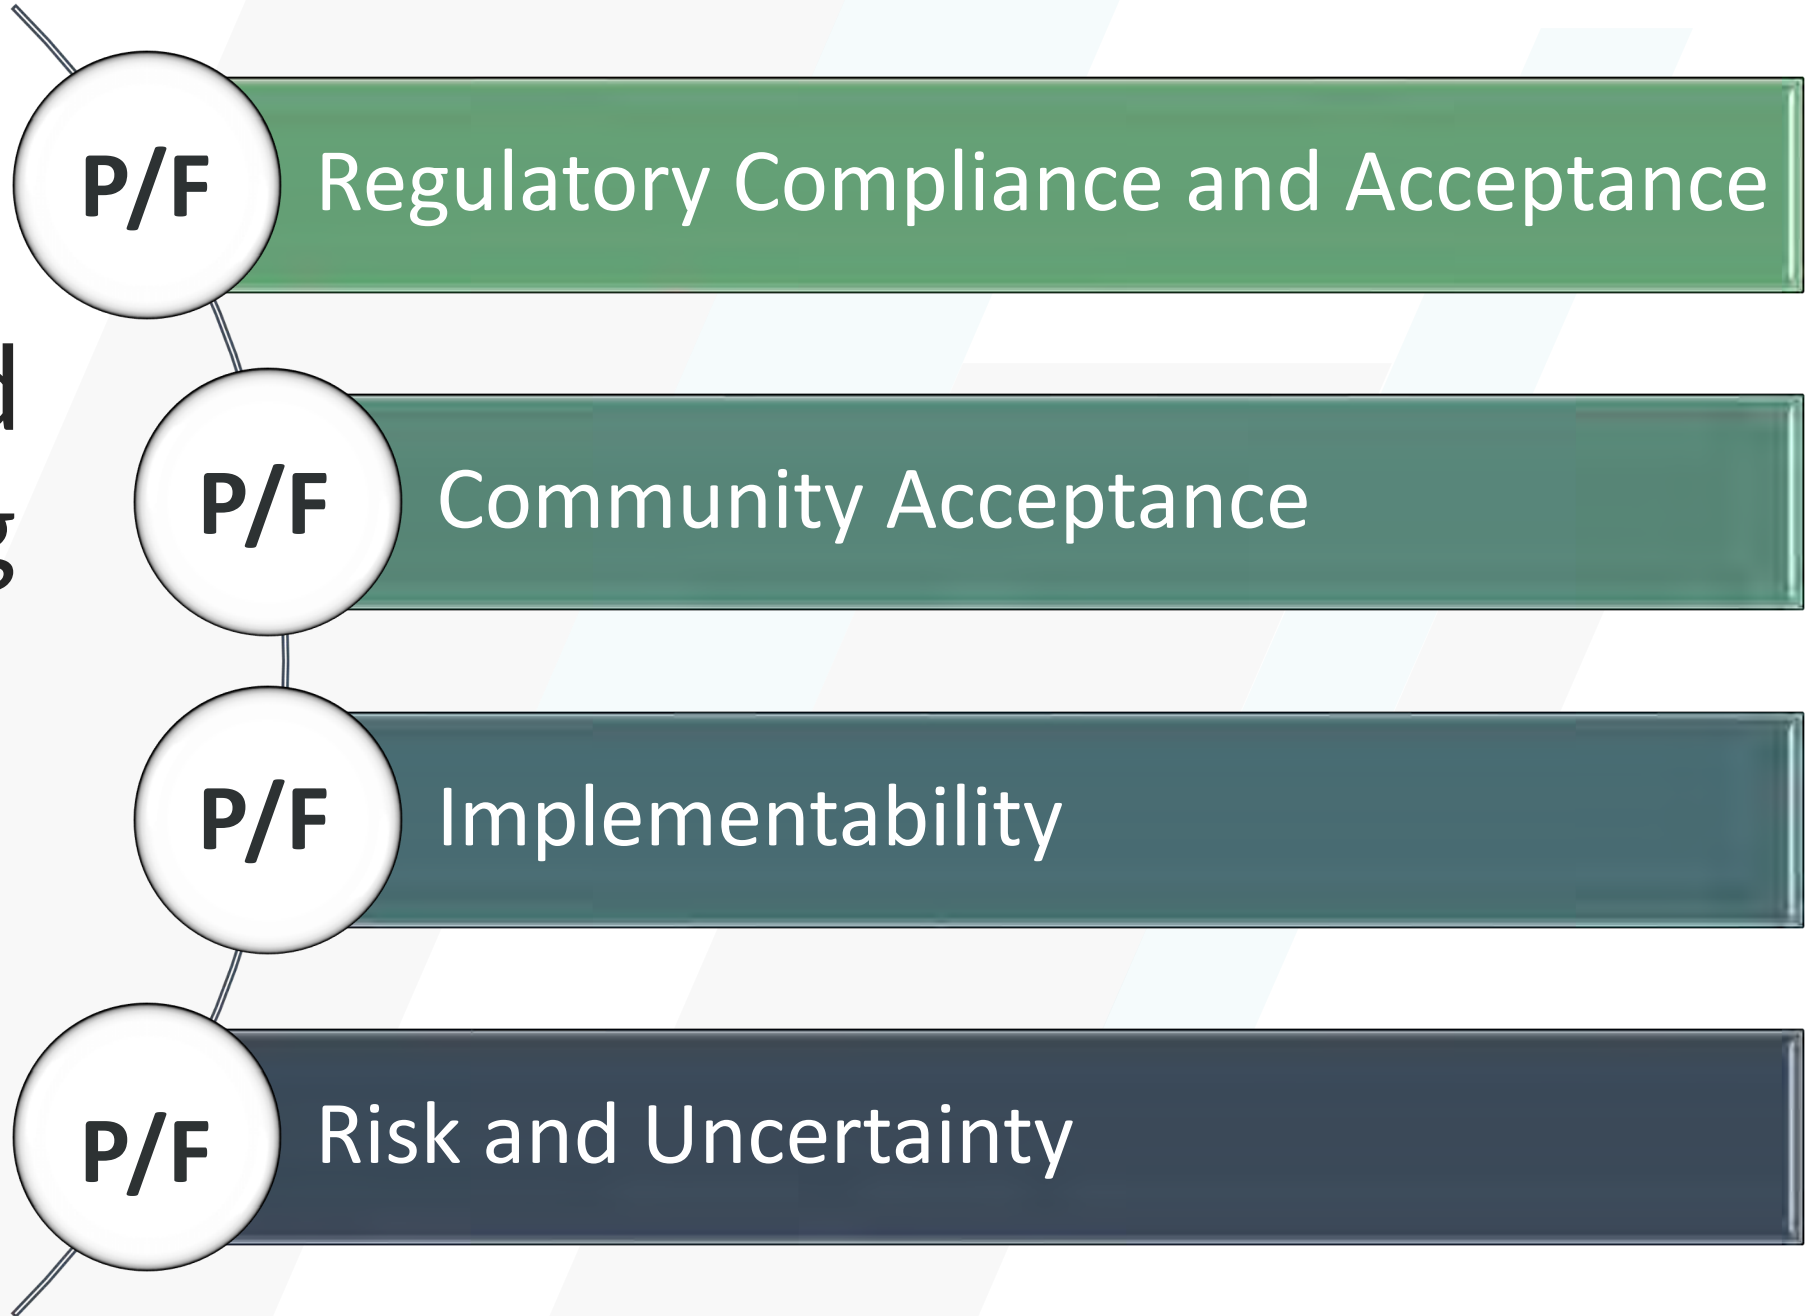 P/F
Regulatory Compliance and Acceptance
P/F
Community Acceptance
P/F
Implementability
P/F
Risk and Uncertainty